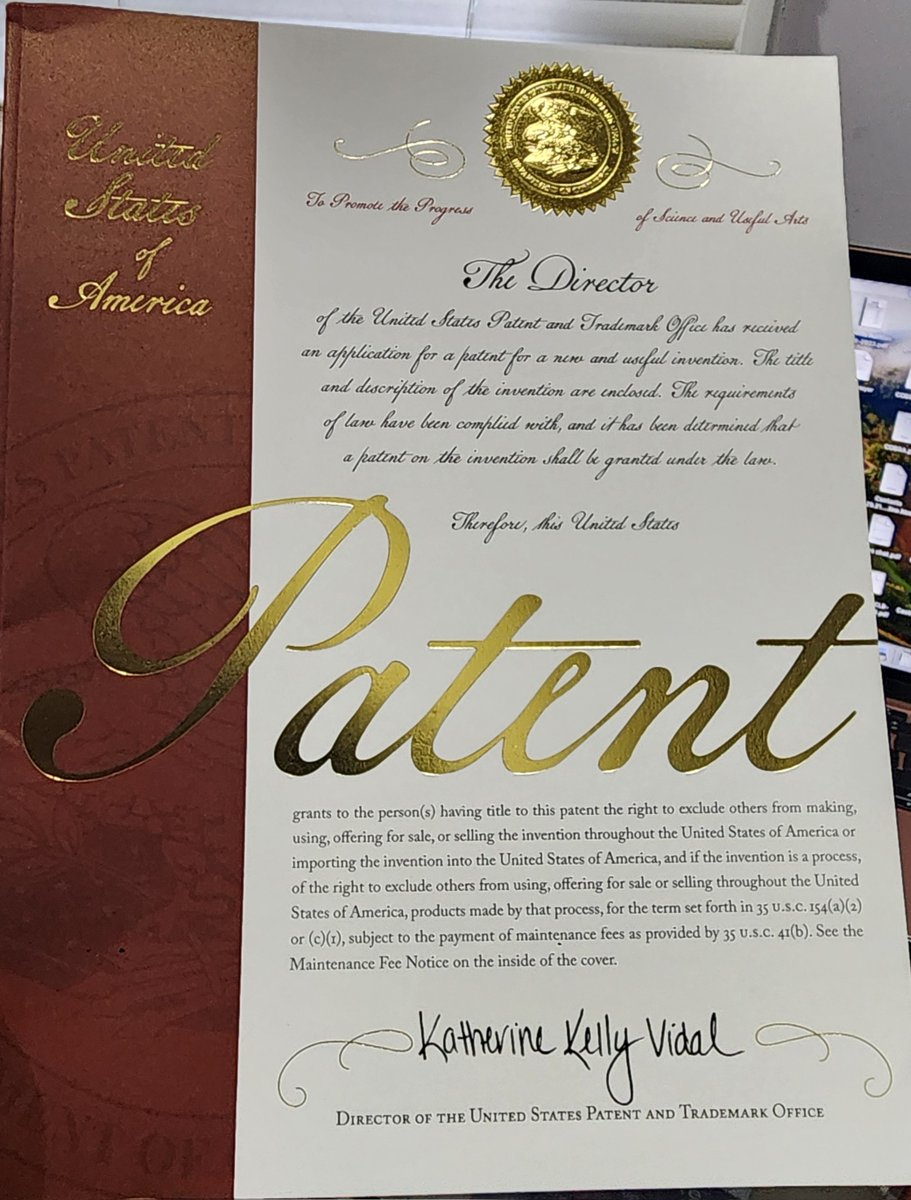 United
States
of
America
To Promote the Progress
of Science and Useful Arts
The Director
of the United States Patent and Trademark Office has received
an application for a patent for a new and useful invention. The title
and description of the invention are enclosed. The requirements
of law have been complied with, and it has been determined that
a patent on the invention shall be granted under the law.
Therefore, this United States
Patent
grants to the person(s) having title to this patent the right to exclude others from making,
using, offering for sale, or selling the invention throughout the United States of America or
importing the invention into the United States of America, and if the invention is a process,
of the right to exclude others from using, offering for sale or selling throughout the United
States of America, products made by that process, for the term set forth in 35 U.S.C. 154(a)(2)
or (c)(1), subject to the payment of maintenance fees as provided by 35 U.S.C. 41(b). See the
Maintenance Fee Notice on the inside of the cover.
Katherine Kelly Vidal
Director of the United States Patent and Trademark Office